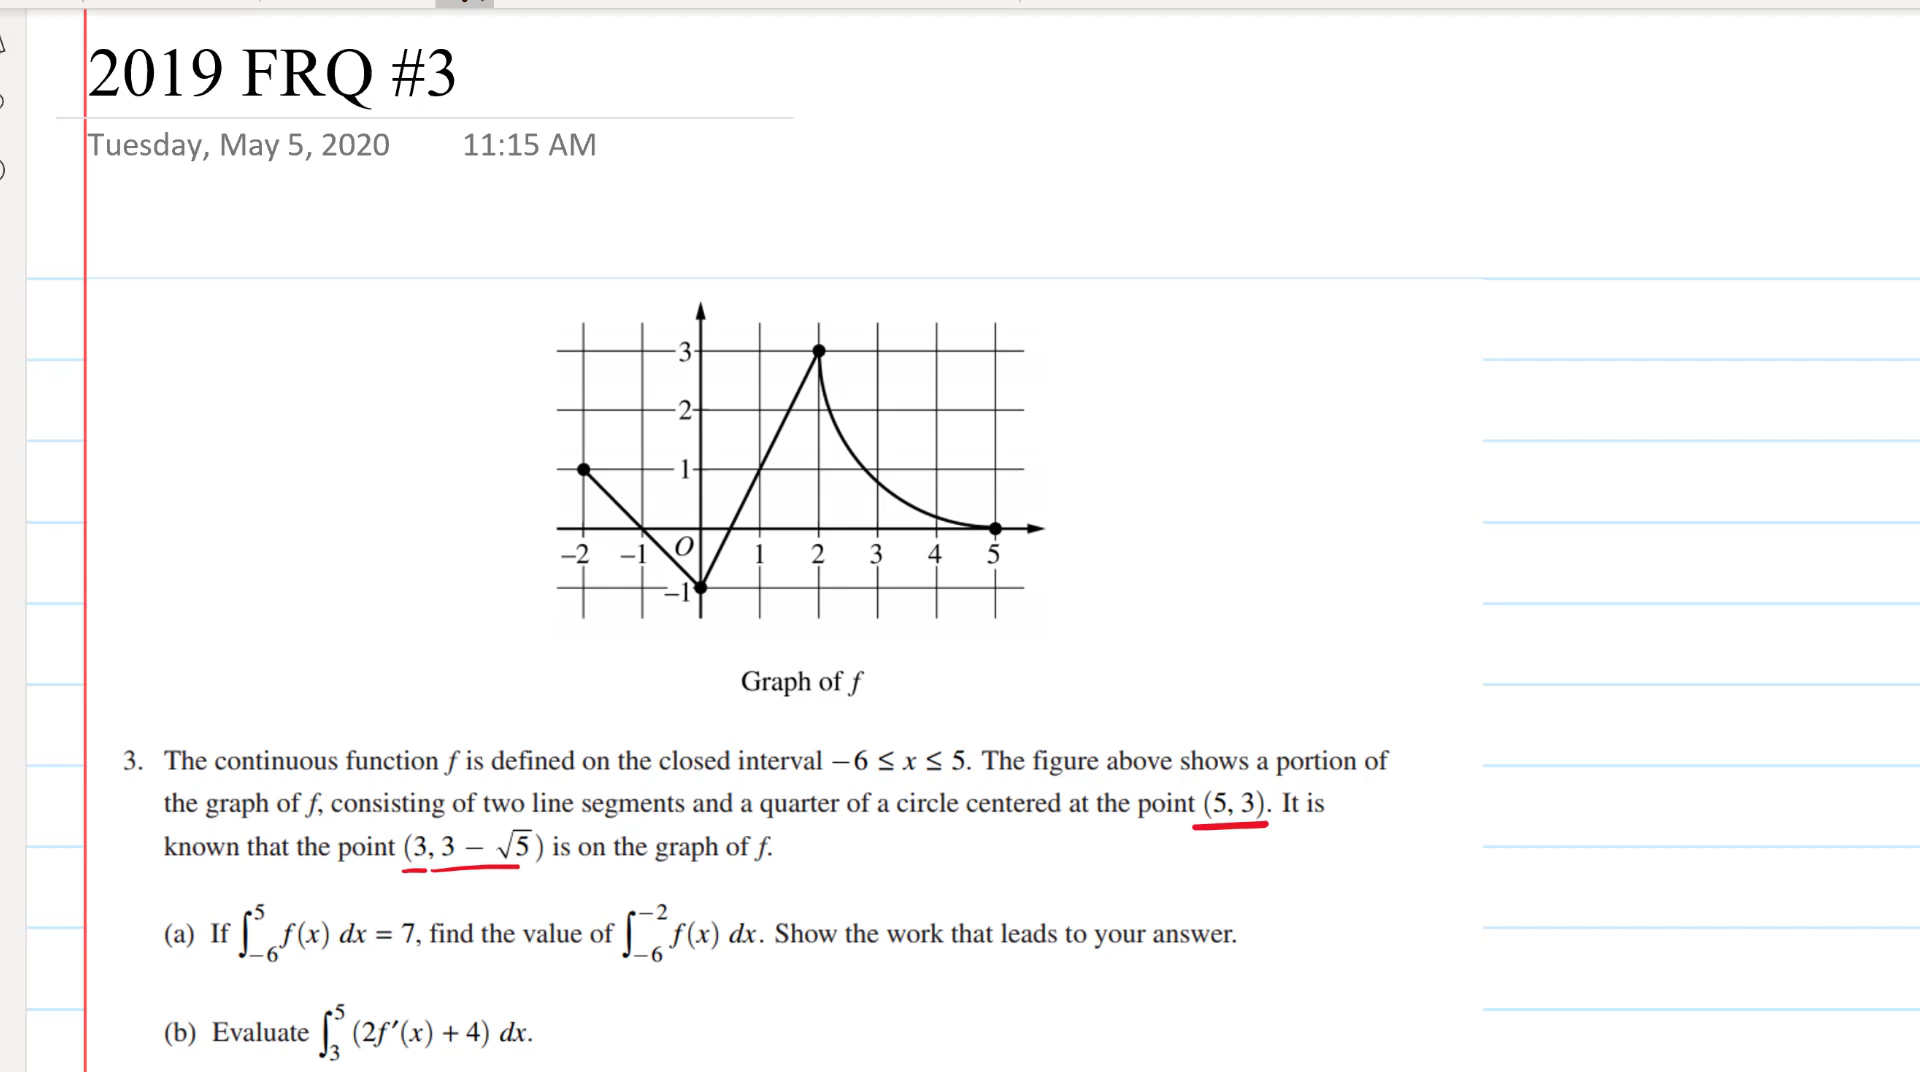 2019 FRQ #3
Tuesday, May 5, 2020 11:15 AM
3
2
1
-2 -1 O 1 2 3 4 5
-1
Graph of f
3. The continuous function f is defined on the closed interval −6 ≤ x ≤ 5. The figure above shows a portion of
the graph of f, consisting of two line segments and a quarter of a circle centered at the point (5, 3). It is
known that the point (3, 3 − √5) is on the graph of f.
(a) If ∫_{−6}^{5} f(x) dx = 7, find the value of ∫_{−6}^{−2} f(x) dx. Show the work that leads to your answer.
(b) Evaluate ∫_{3}^{5} (2f′(x) + 4) dx.